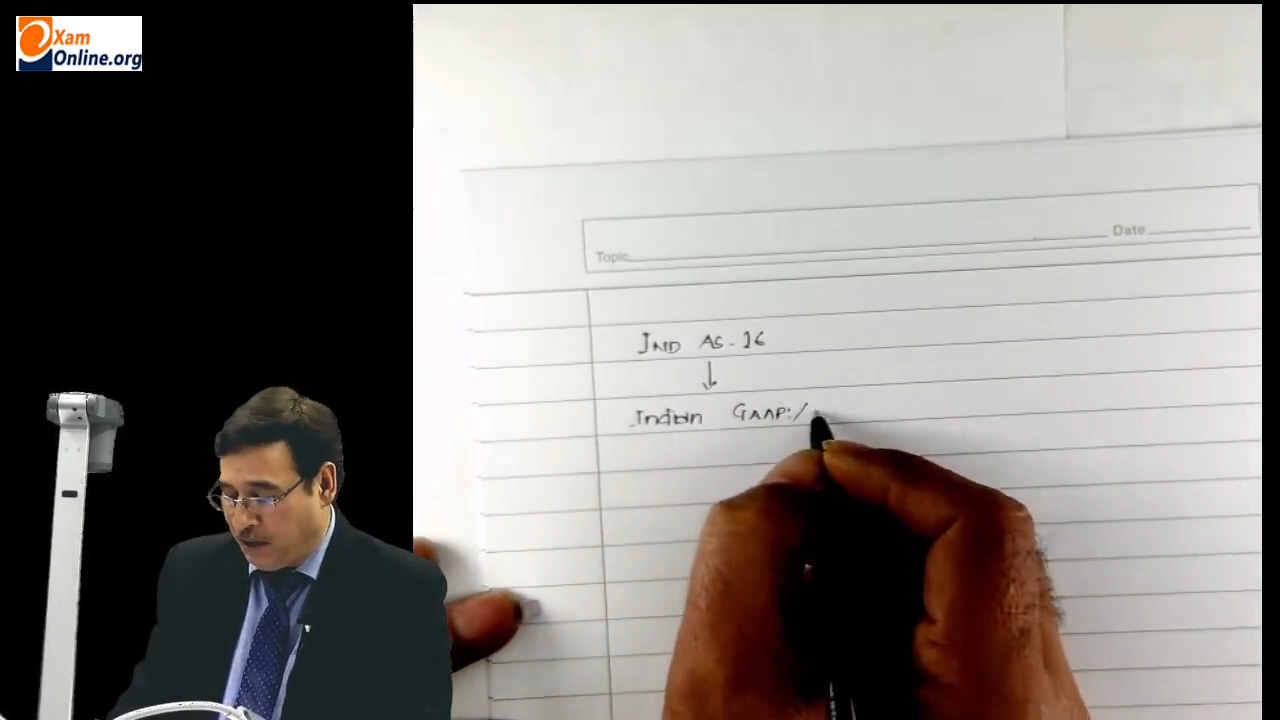 Xam
Online.org
Topic
Date
IND AS-16
Indian GAAP:/